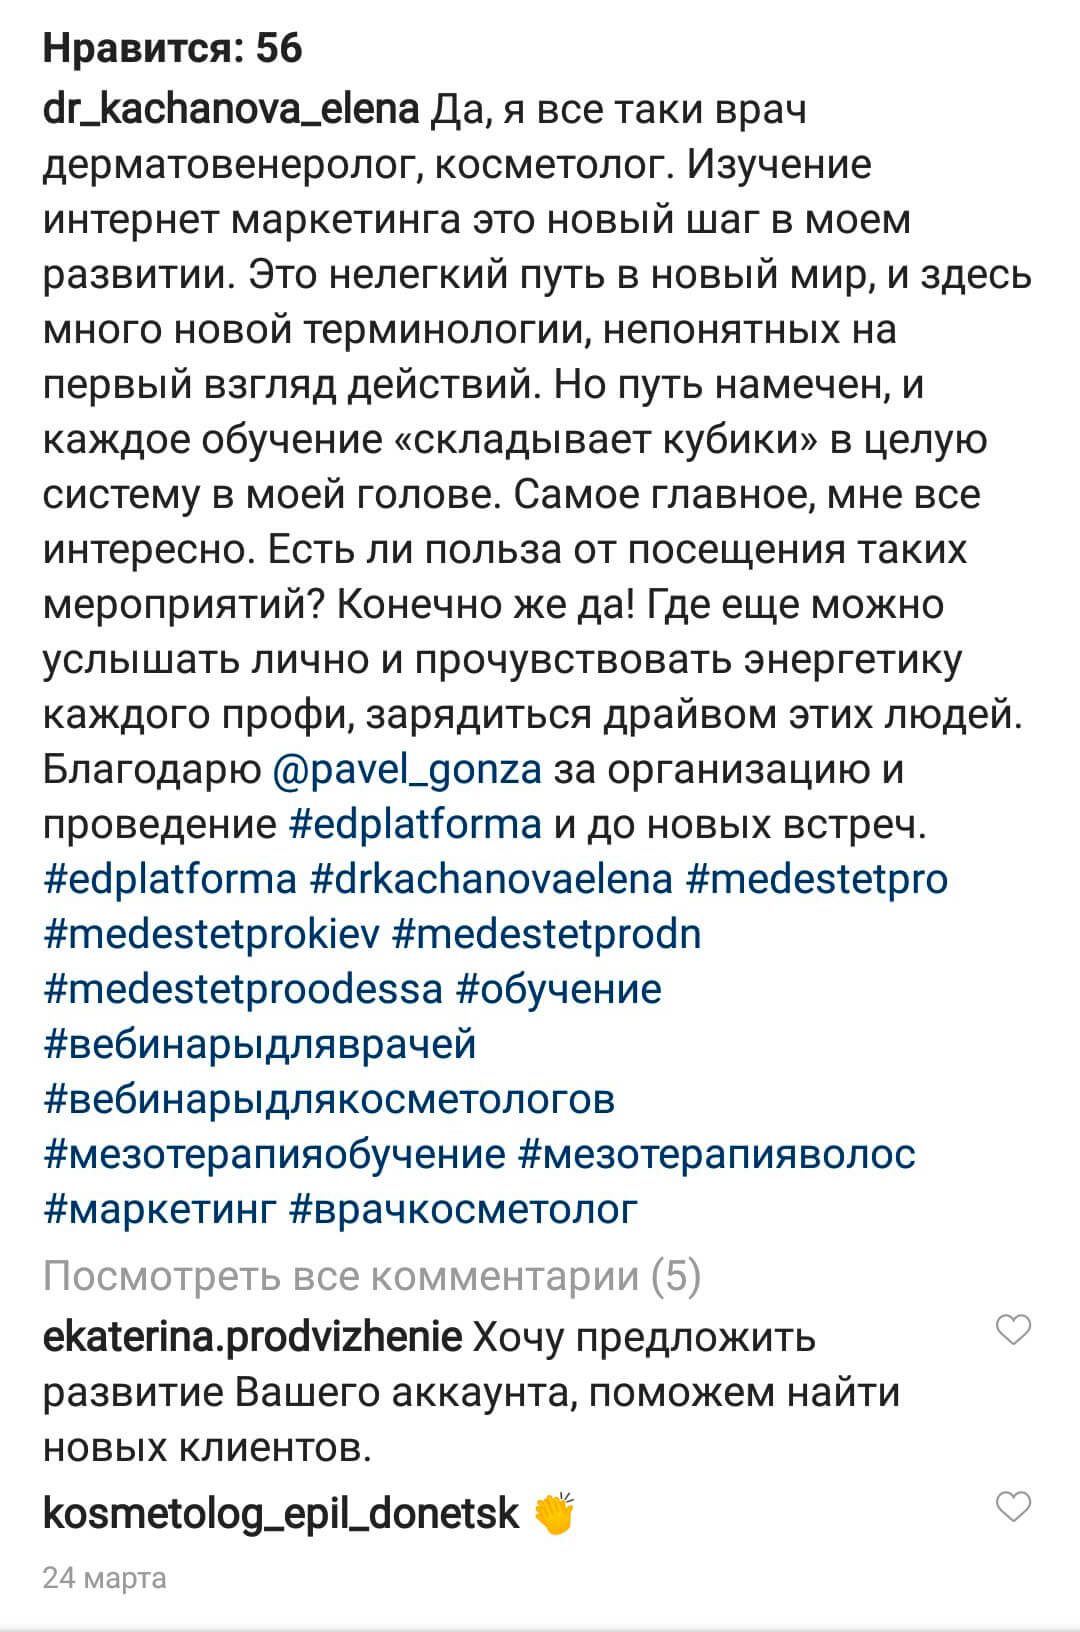 Нравится: 56
dr_kachanova_elena Да, я все таки врач
дерматовенеролог, косметолог. Изучение
интернет маркетинга это новый шаг в моем
развитии. Это нелегкий путь в новый мир, и здесь
много новой терминологии, непонятных на
первый взгляд действий. Но путь намечен, и
каждое обучение «складывает кубики» в целую
систему в моей голове. Самое главное, мне все
интересно. Есть ли польза от посещения таких
мероприятий? Конечно же да! Где еще можно
услышать лично и прочувствовать энергетику
каждого профи, зарядиться драйвом этих людей.
Благодарю @pavel_gonza за организацию и
проведение #edplatforma и до новых встреч.
#edplatforma #drkachanovaelena #medestetpro
#medestetprokiev #medestetprodn
#medestetproodessa #обучение
#вебинарыдляврачей
#вебинарыдлякосметологов
#мезотерапияобучение #мезотерапияволос
#маркетинг #врачкосметолог
Посмотреть все комментарии (5)
ekaterina.prodvizhenie Хочу предложить
развитие Вашего аккаунта, поможем найти
новых клиентов.
kosmetolog_epil_donetsk 👏
24 марта